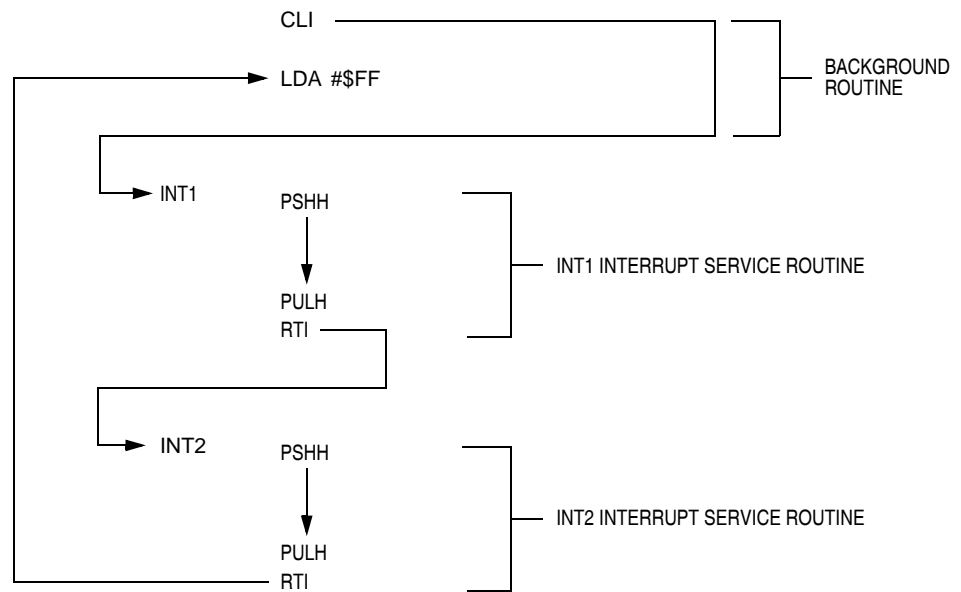 CLI
LDA #$FF
BACKGROUND
ROUTINE
INT1
PSHH
INT1 INTERRUPT SERVICE ROUTINE
PULH
RTI
INT2
PSHH
INT2 INTERRUPT SERVICE ROUTINE
PULH
RTI